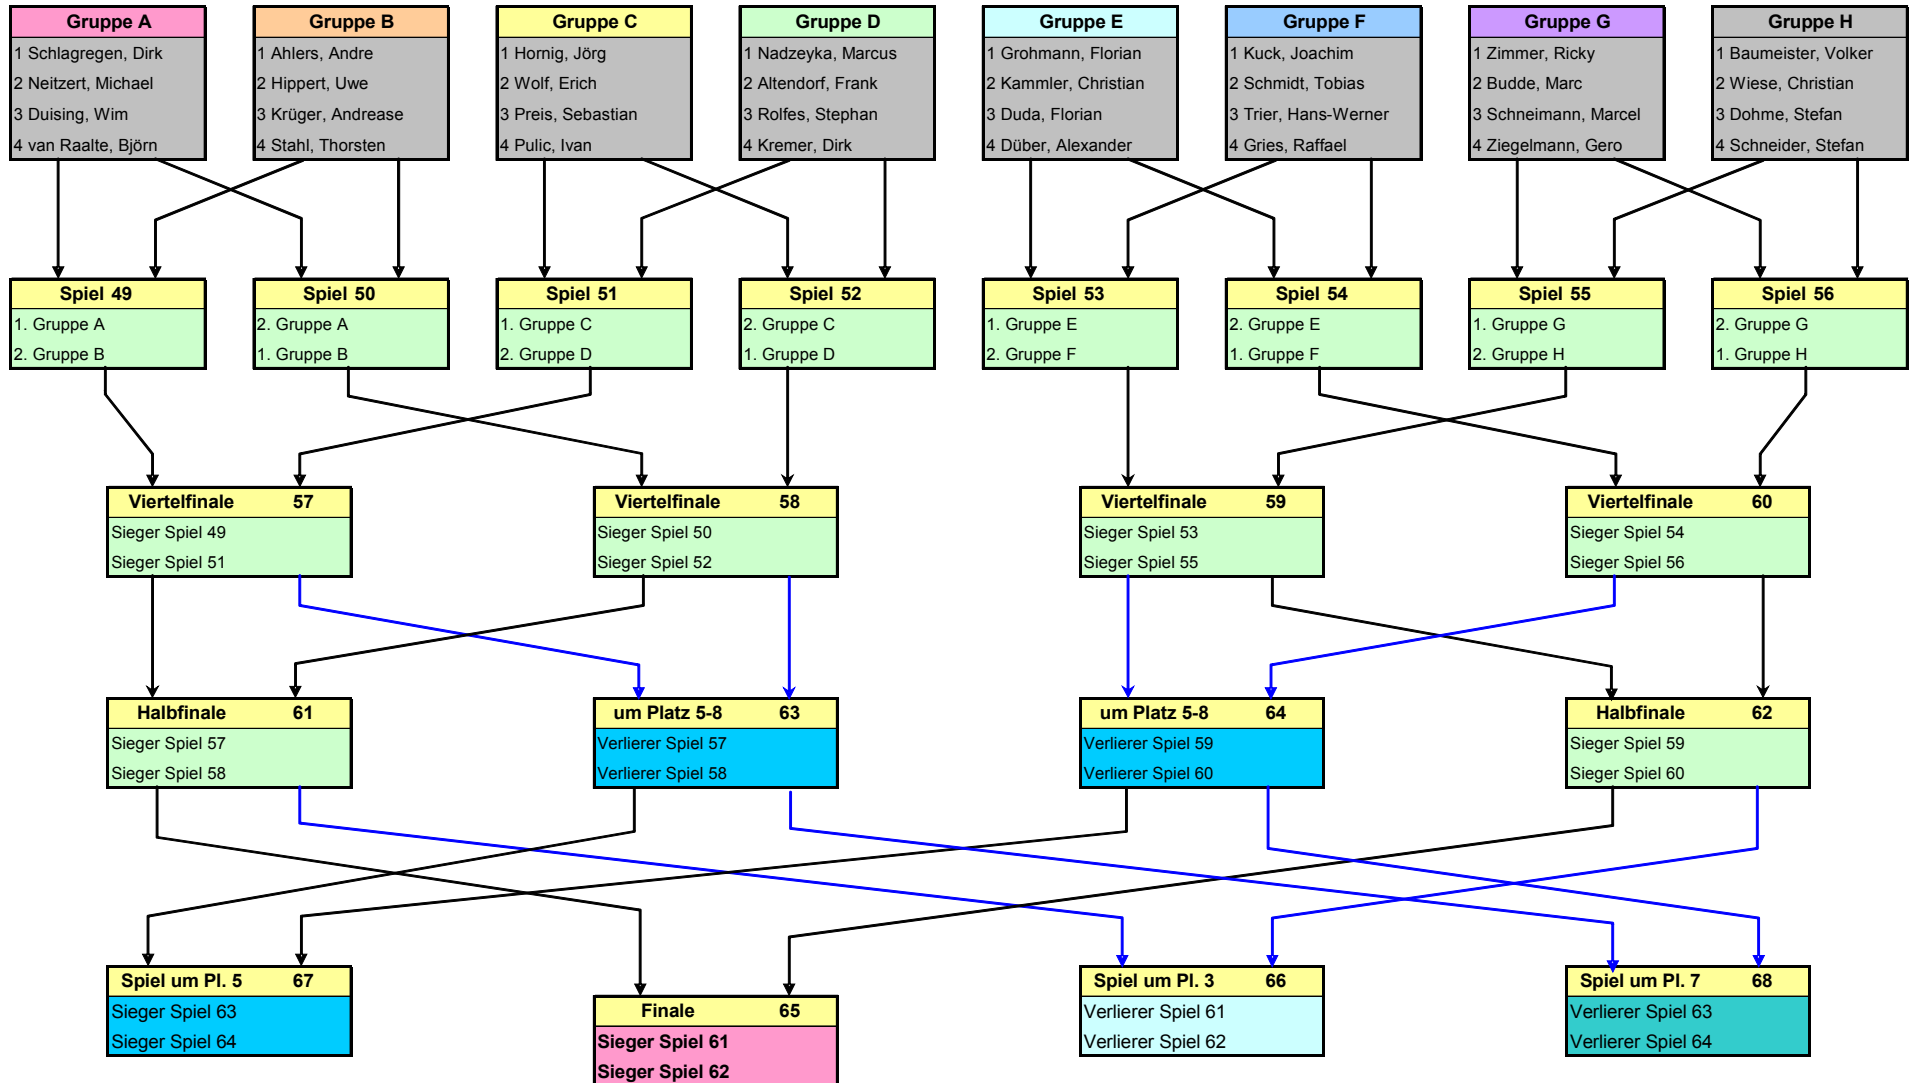 Gruppe A
1 Schlagregen, Dirk
2 Neitzert, Michael
3 Duising, Wim
4 van Raalte, Björn
Gruppe B
1 Ahlers, Andre
2 Hippert, Uwe
3 Krüger, Andrease
4 Stahl, Thorsten
Gruppe C
1 Hornig, Jörg
2 Wolf, Erich
3 Preis, Sebastian
4 Pulic, Ivan
Gruppe D
1 Nadzeyka, Marcus
2 Altendorf, Frank
3 Rolfes, Stephan
4 Kremer, Dirk
Gruppe E
1 Grohmann, Florian
2 Kammler, Christian
3 Duda, Florian
4 Düber, Alexander
Gruppe F
1 Kuck, Joachim
2 Schmidt, Tobias
3 Trier, Hans-Werner
4 Gries, Raffael
Gruppe G
1 Zimmer, Ricky
2 Budde, Marc
3 Schneimann, Marcel
4 Ziegelmann, Gero
Gruppe H
1 Baumeister, Volker
2 Wiese, Christian
3 Dohme, Stefan
4 Schneider, Stefan
Spiel 49
1. Gruppe A
2. Gruppe B
Spiel 50
2. Gruppe A
1. Gruppe B
Spiel 51
1. Gruppe C
2. Gruppe D
Spiel 52
2. Gruppe C
1. Gruppe D
Spiel 53
1. Gruppe E
2. Gruppe F
Spiel 54
2. Gruppe E
1. Gruppe F
Spiel 55
1. Gruppe G
2. Gruppe H
Spiel 56
2. Gruppe G
1. Gruppe H
Viertelfinale 57
Sieger Spiel 49
Sieger Spiel 51
Viertelfinale 58
Sieger Spiel 50
Sieger Spiel 52
Viertelfinale 59
Sieger Spiel 53
Sieger Spiel 55
Viertelfinale 60
Sieger Spiel 54
Sieger Spiel 56
Halbfinale 61
Sieger Spiel 57
Sieger Spiel 58
um Platz 5-8 63
Verlierer Spiel 57
Verlierer Spiel 58
um Platz 5-8 64
Verlierer Spiel 59
Verlierer Spiel 60
Halbfinale 62
Sieger Spiel 59
Sieger Spiel 60
Spiel um Pl. 5 67
Sieger Spiel 63
Sieger Spiel 64
Finale 65
Sieger Spiel 61
Sieger Spiel 62
Spiel um Pl. 3 66
Verlierer Spiel 61
Verlierer Spiel 62
Spiel um Pl. 7 68
Verlierer Spiel 63
Verlierer Spiel 64